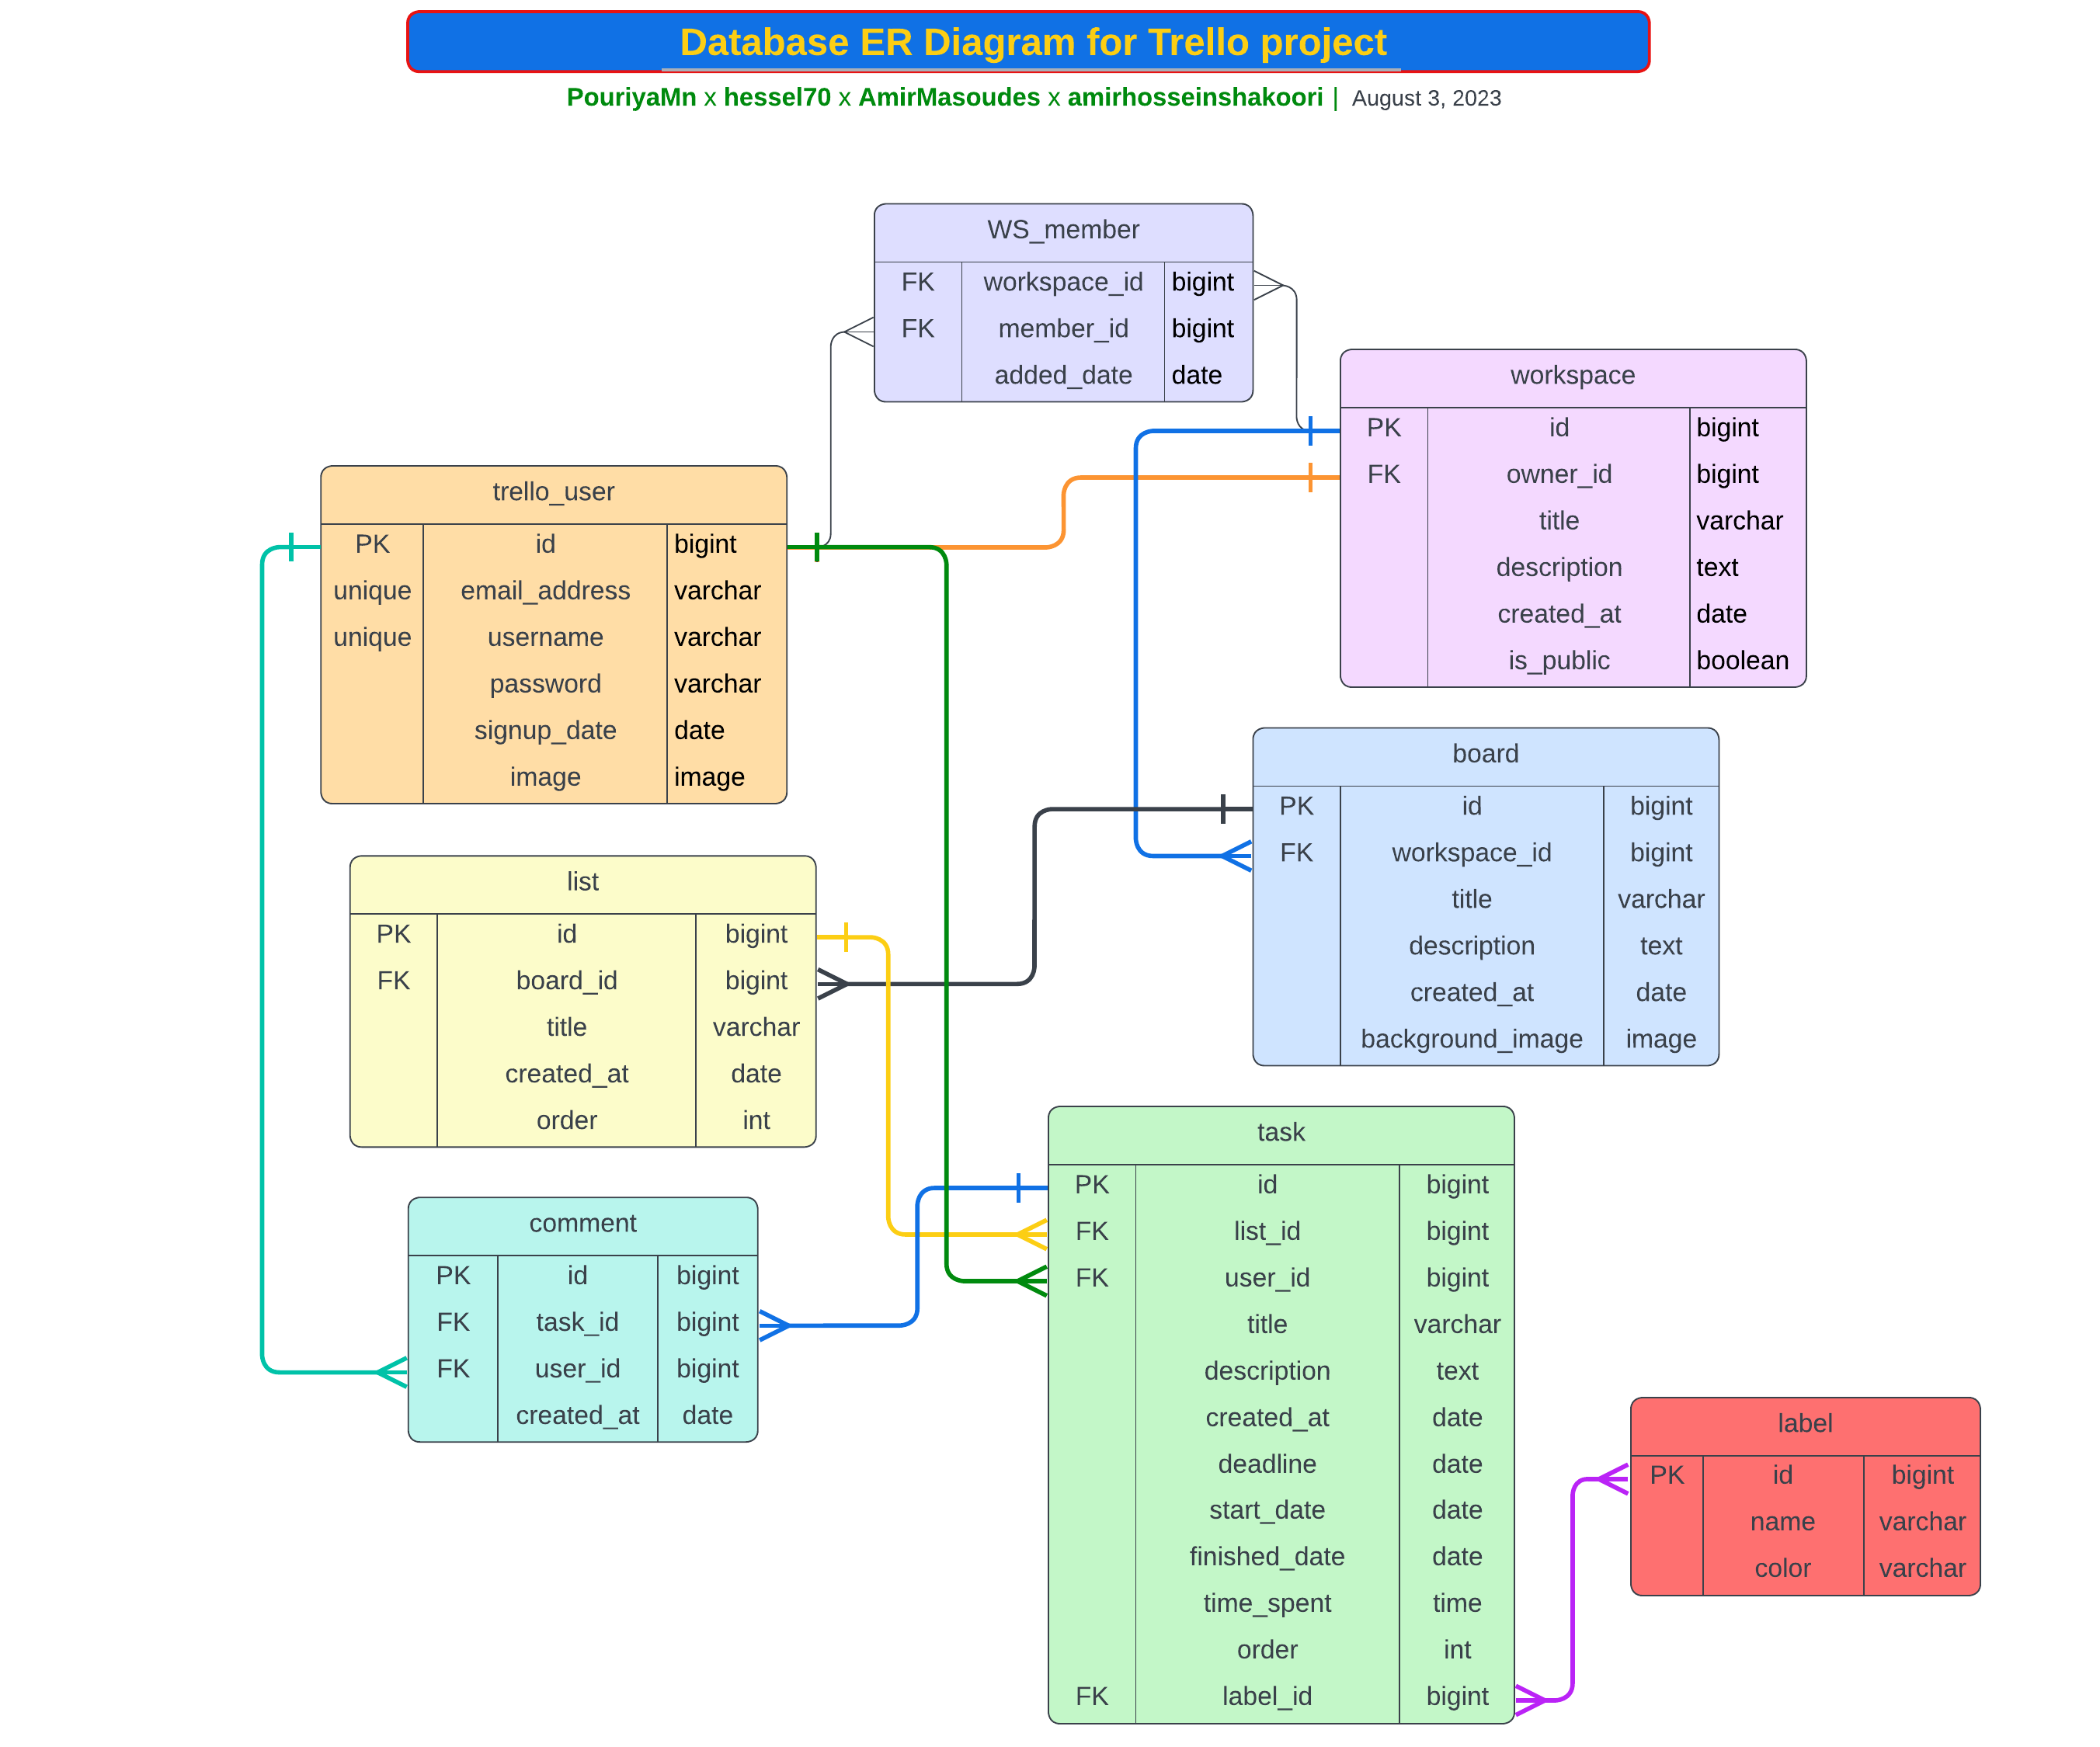 Database ER Diagram for Trello project
PouriyaMn x hessel70 x AmirMasoudes x amirhosseinshakoori | August 3, 2023
WS_member
FK workspace_id bigint
FK member_id bigint
added_date date
workspace
PK id bigint
FK owner_id bigint
title varchar
description text
created_at date
is_public boolean
trello_user
PK id bigint
unique email_address varchar
unique username varchar
password varchar
signup_date date
image image
board
PK id bigint
FK workspace_id bigint
title varchar
description text
created_at date
background_image image
list
PK id bigint
FK board_id bigint
title varchar
created_at date
order int
task
PK id bigint
FK list_id bigint
FK user_id bigint
title varchar
description text
created_at date
deadline date
start_date date
finished_date date
time_spent time
order int
FK label_id bigint
comment
PK id bigint
FK task_id bigint
FK user_id bigint
created_at date
label
PK id bigint
name varchar
color varchar